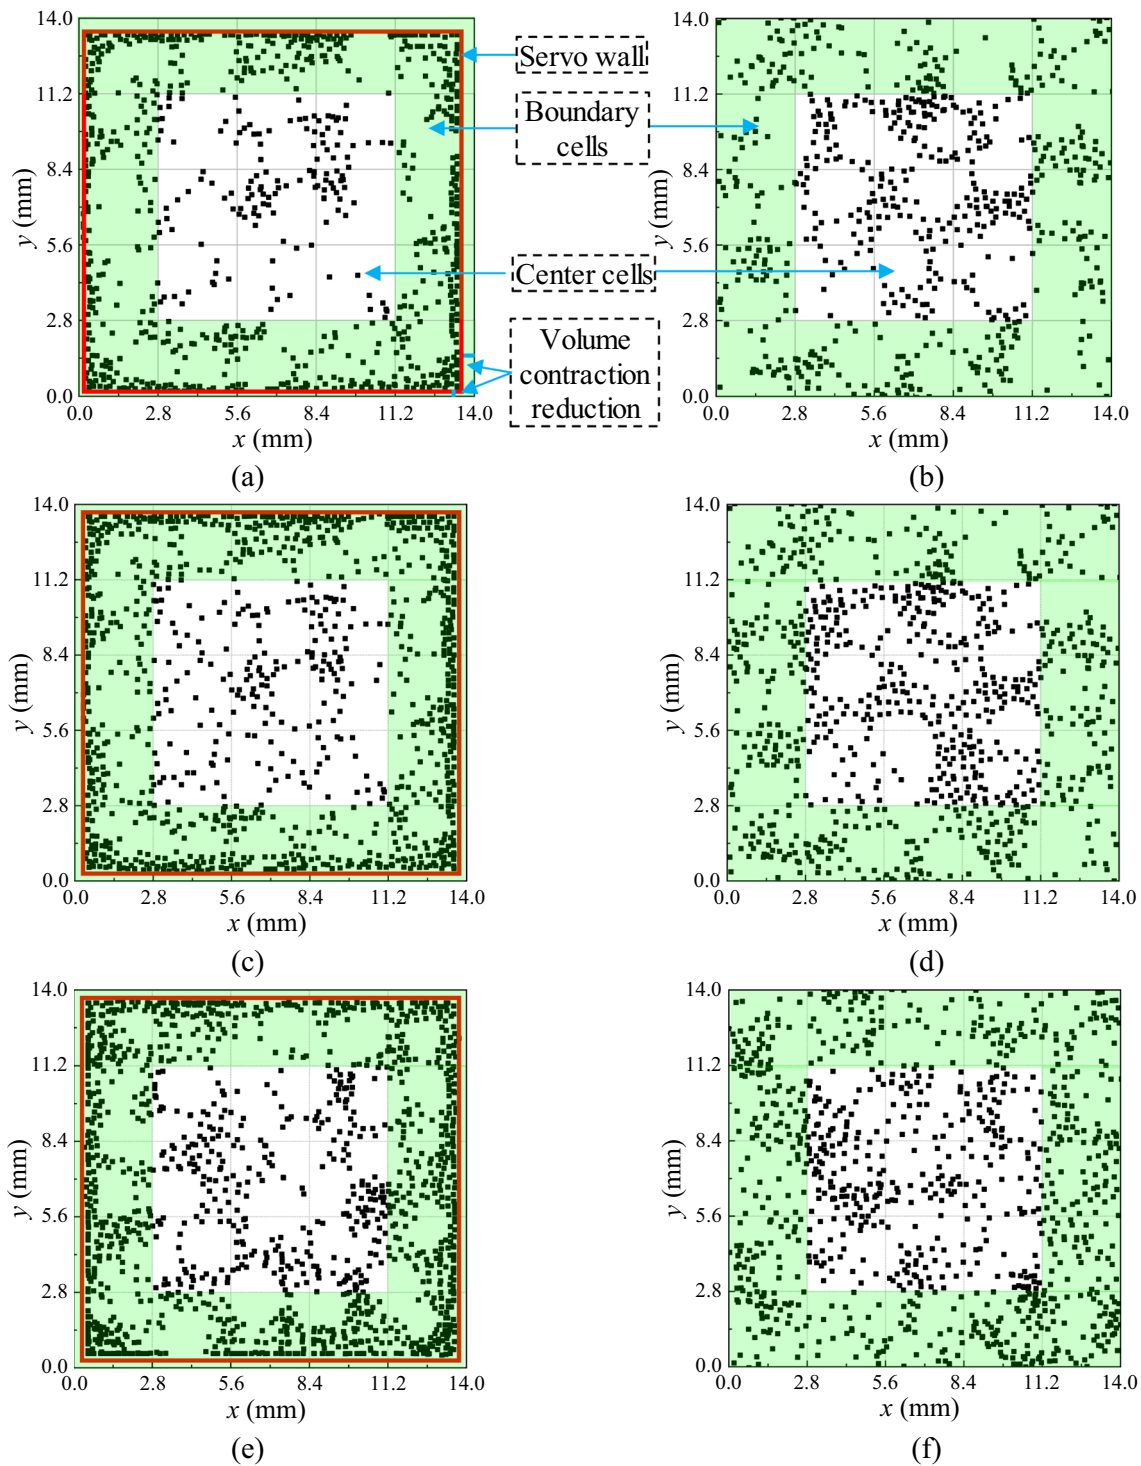 14.0
11.2
8.4
5.6
2.8
0.0
y (mm)
0.0 2.8 5.6 8.4 11.2 14.0
x (mm)
(a)
Servo wall
Boundary
cells
Center cells
Volume
contraction
reduction
14.0
11.2
8.4
5.6
2.8
0.0
y (mm)
0.0 2.8 5.6 8.4 11.2 14.0
x (mm)
(b)
14.0
11.2
8.4
5.6
2.8
0.0
y (mm)
0.0 2.8 5.6 8.4 11.2 14.0
x (mm)
(c)
14.0
11.2
8.4
5.6
2.8
0.0
y (mm)
0.0 2.8 5.6 8.4 11.2 14.0
x (mm)
(d)
14.0
11.2
8.4
5.6
2.8
0.0
y (mm)
0.0 2.8 5.6 8.4 11.2 14.0
x (mm)
(e)
14.0
11.2
8.4
5.6
2.8
0.0
y (mm)
0.0 2.8 5.6 8.4 11.2 14.0
x (mm)
(f)